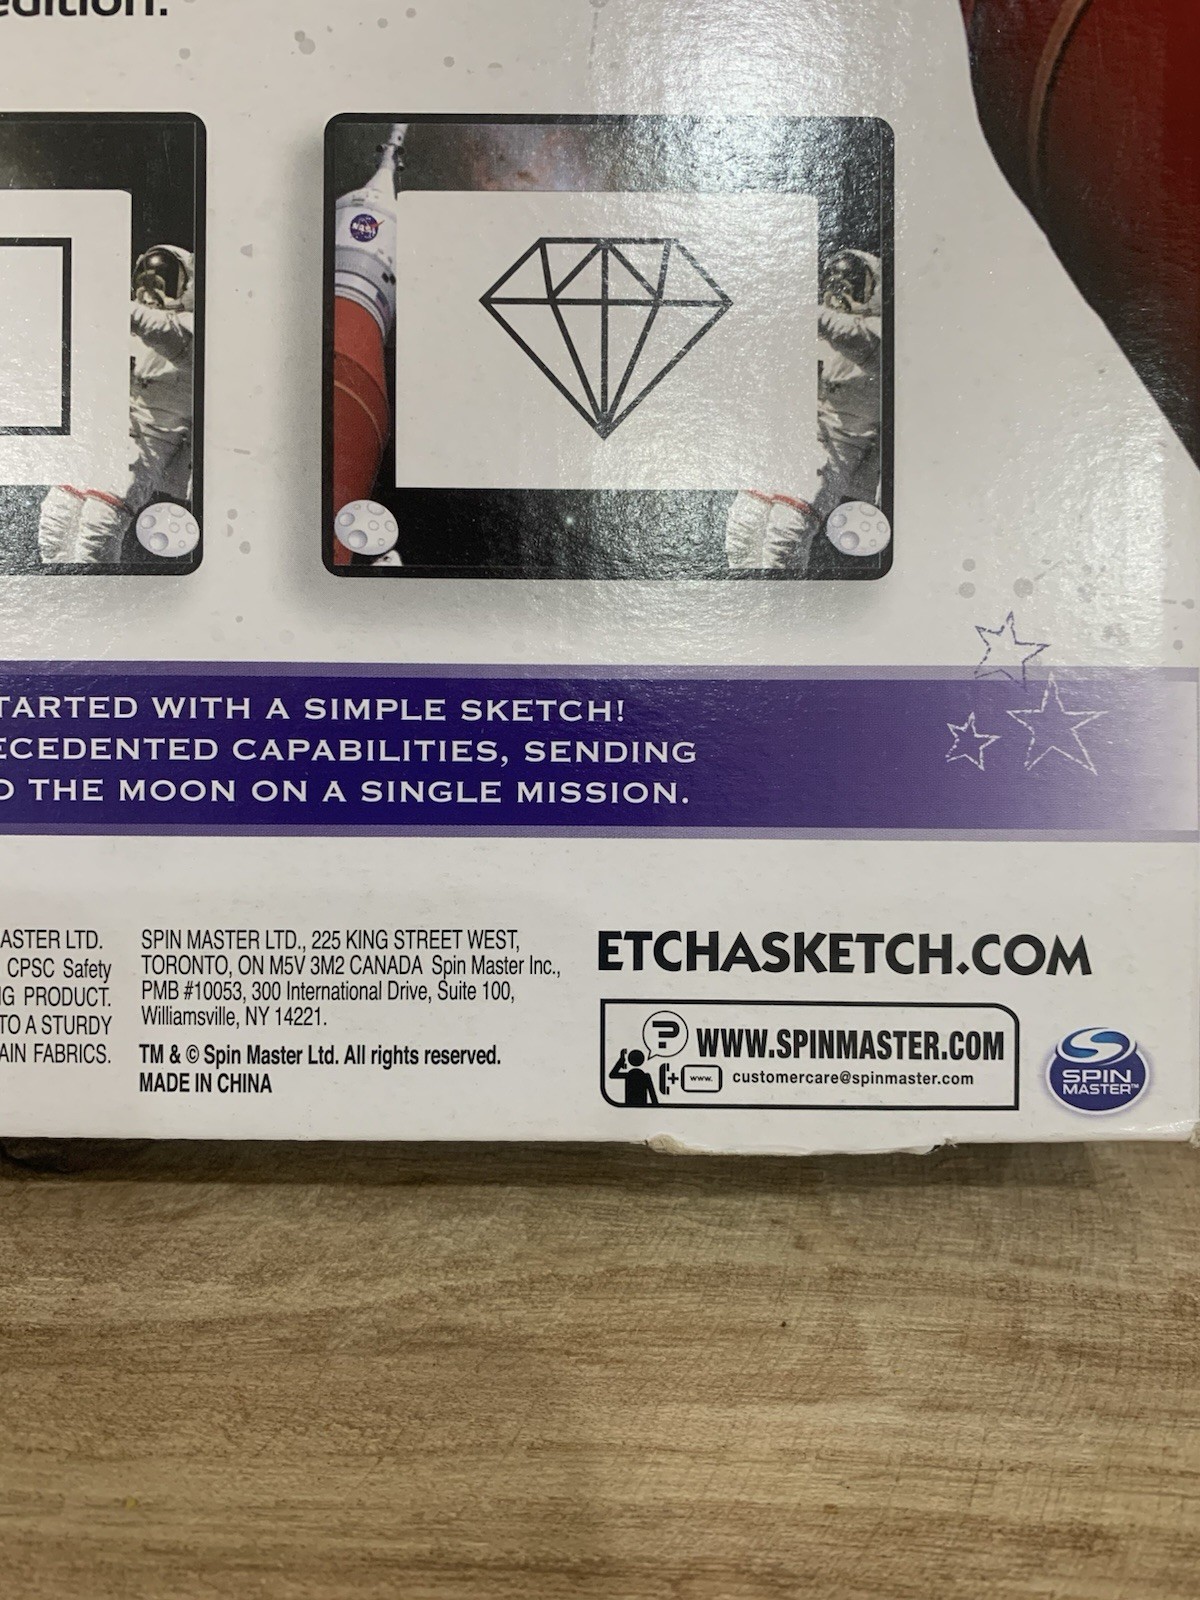 edition.
NASA
TARTED WITH A SIMPLE SKETCH!
ECEDENTED CAPABILITIES, SENDING
O THE MOON ON A SINGLE MISSION.
ASTER LTD.
CPSC Safety
G PRODUCT.
TO A STURDY
AIN FABRICS.
SPIN MASTER LTD., 225 KING STREET WEST,
TORONTO, ON M5V 3M2 CANADA Spin Master Inc.,
PMB #10053, 300 International Drive, Suite 100,
Williamsville, NY 14221.
TM & © Spin Master Ltd. All rights reserved.
MADE IN CHINA
ETCHASKETCH.COM
?
WWW.SPINMASTER.COM
www.
customercare@spinmaster.com
SPIN
MASTER™